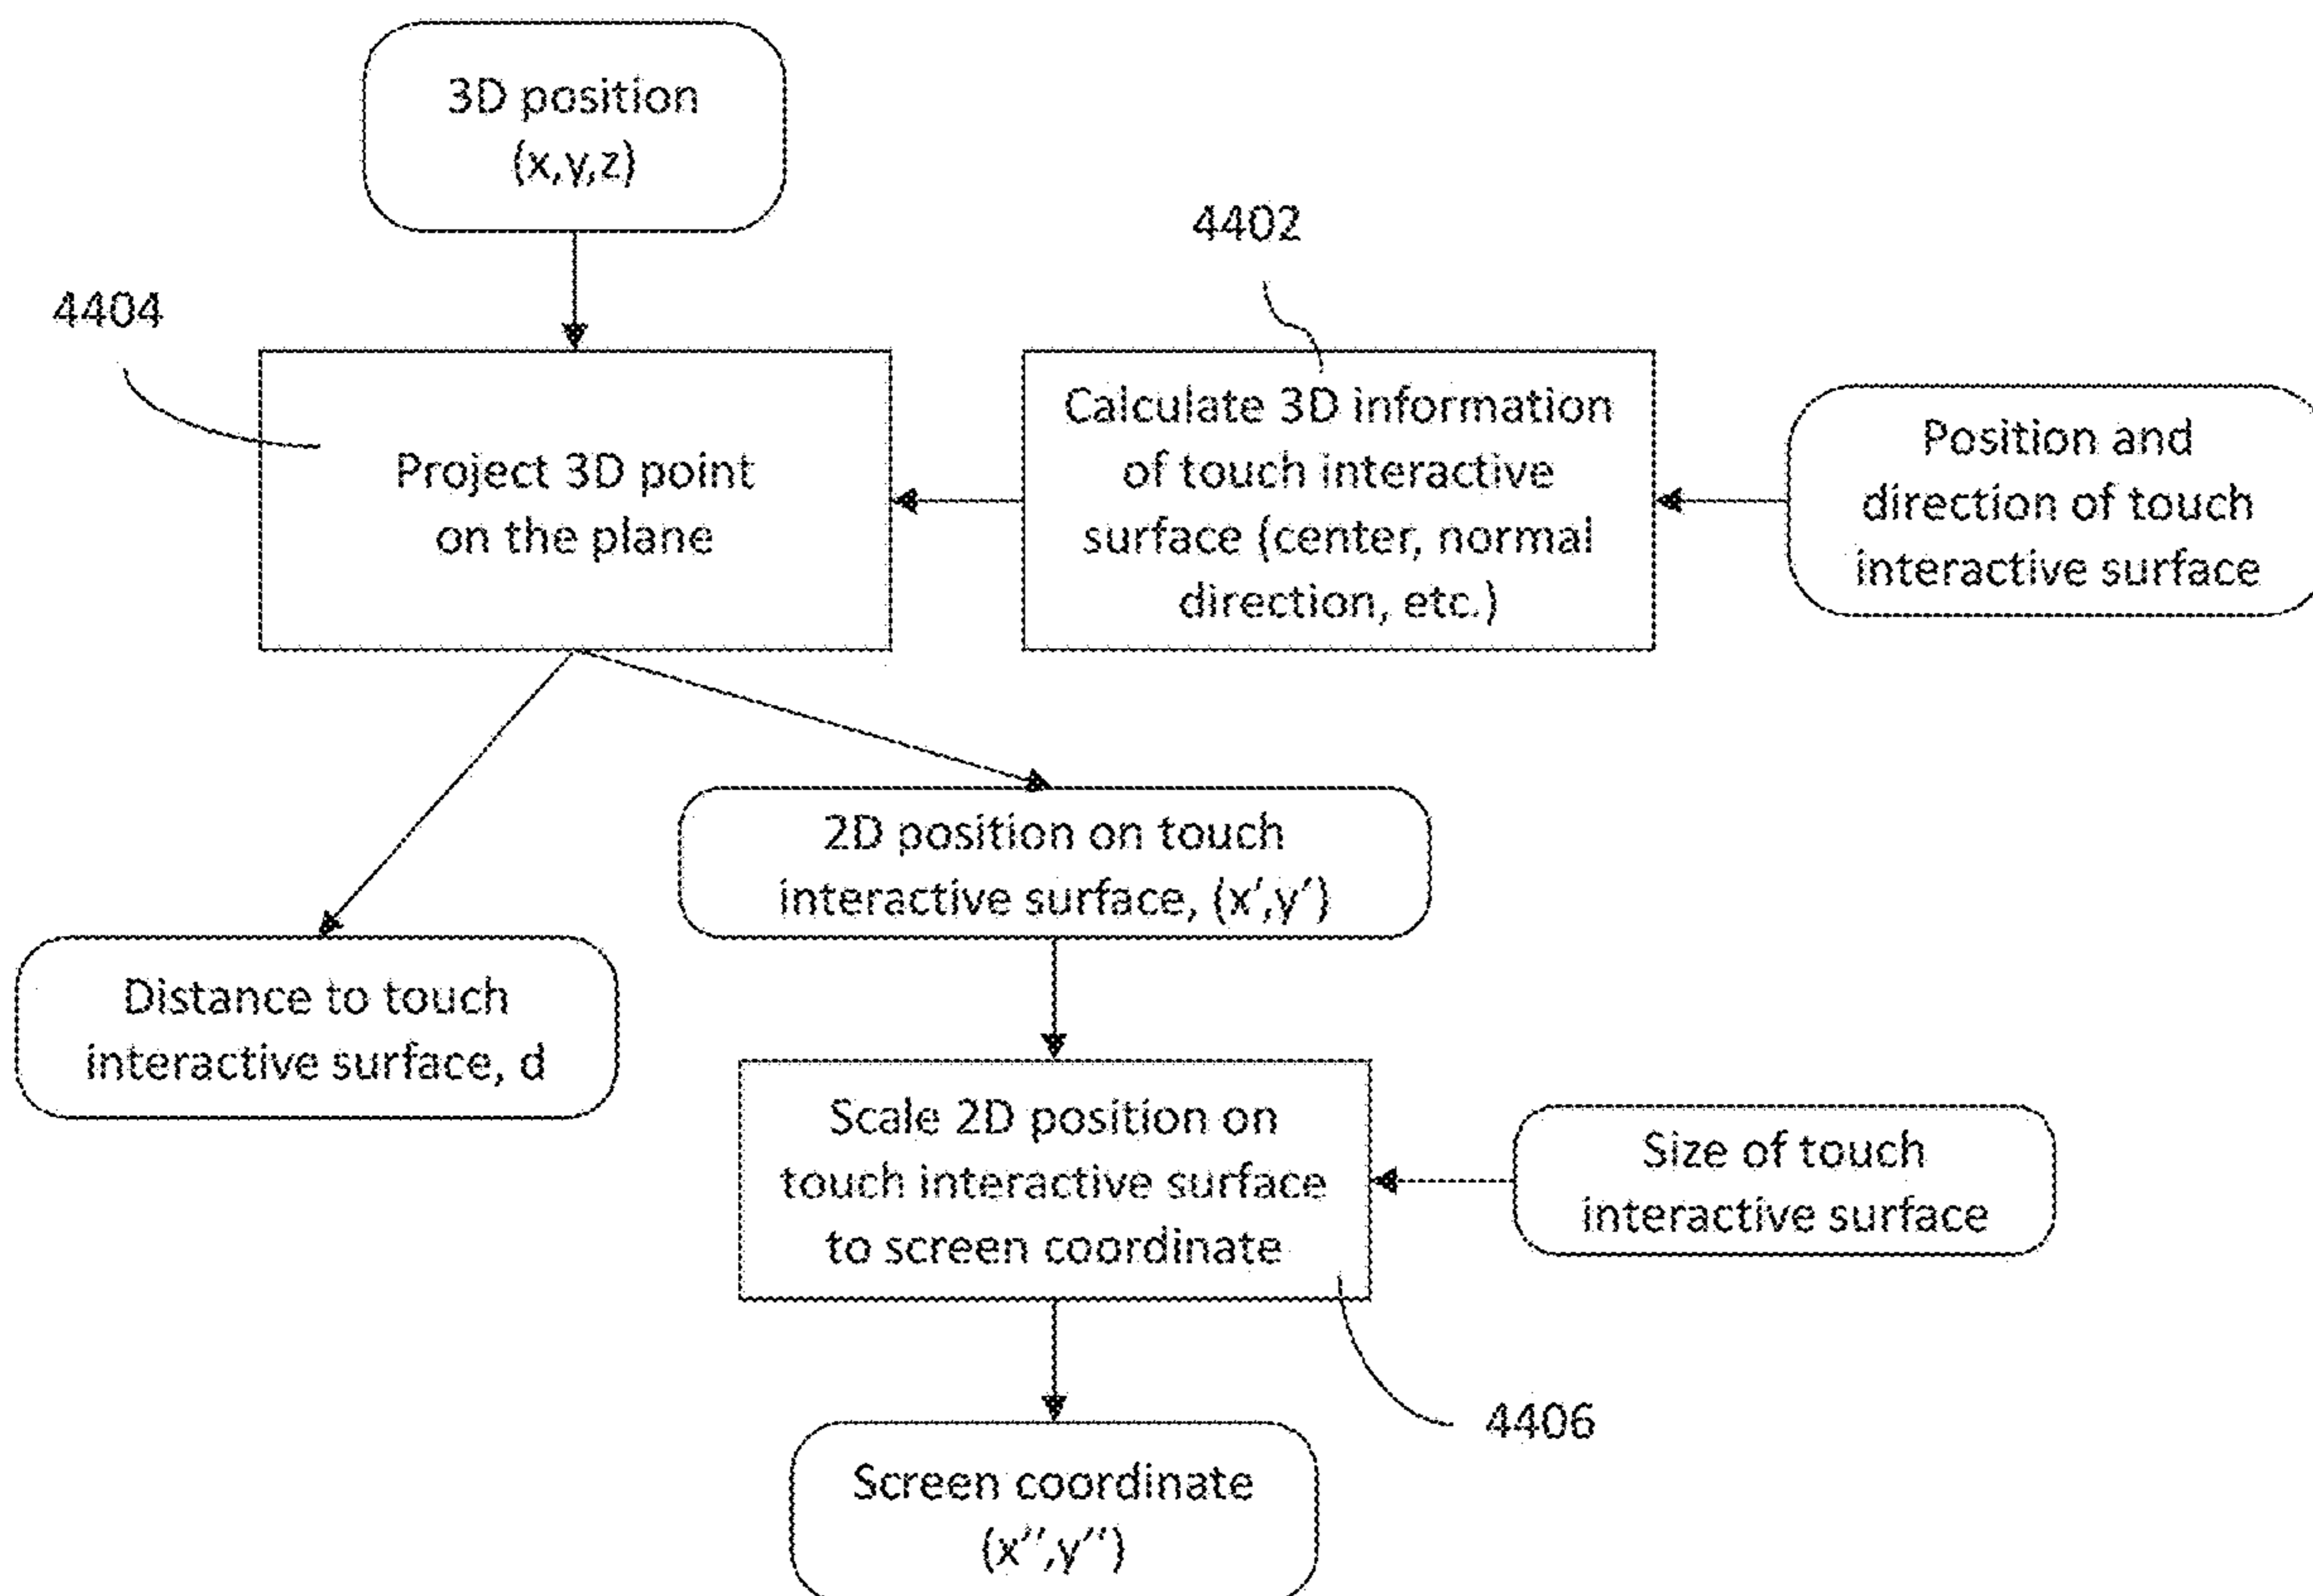 3D position
(x,y,z)
4402
4404
Calculate 3D information
of touch interactive
surface (center, normal
direction, etc.)
Project 3D point
on the plane
Position and
direction of touch
interactive surface
2D position on touch
interactive surface, (x′,y′)
Distance to touch
interactive surface, d
Scale 2D position on
touch interactive surface
to screen coordinate
Size of touch
interactive surface
4406
Screen coordinate
(x′′,y′′)